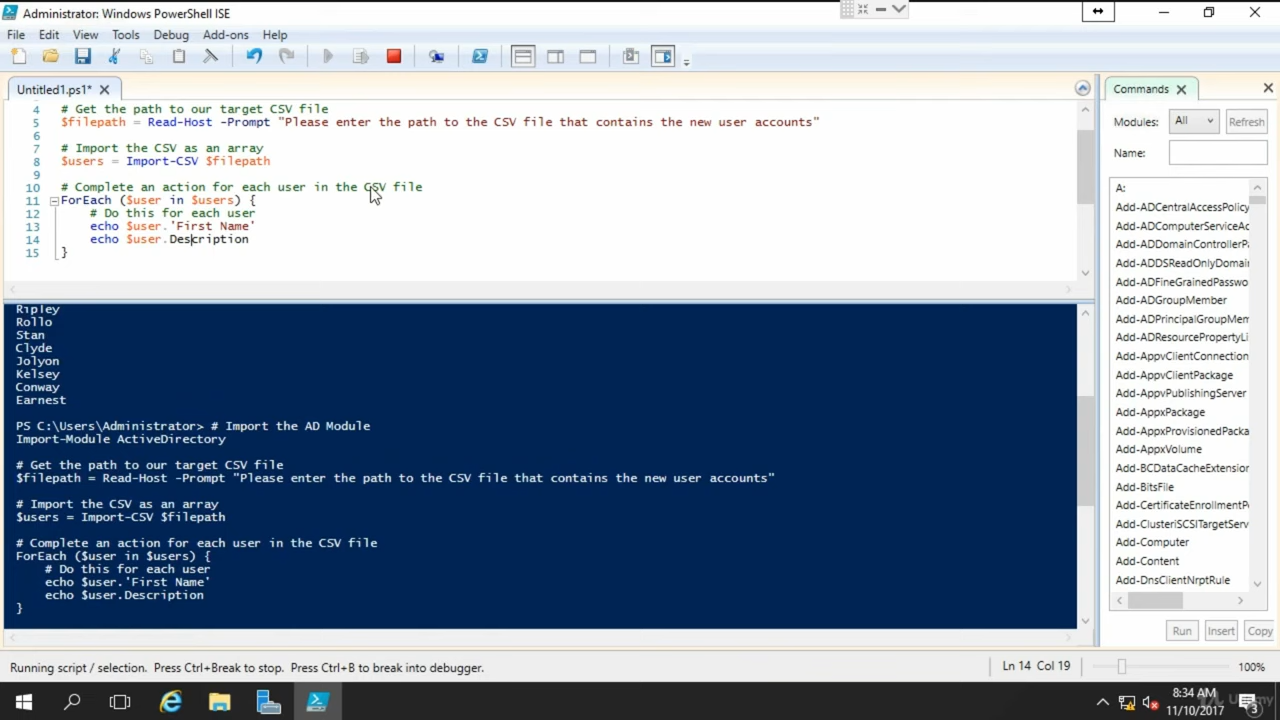 Administrator: Windows PowerShell ISE
File Edit View Tools Debug Add-ons Help
Untitled1.ps1*
4 # Get the path to our target CSV file
5 $filepath = Read-Host -Prompt "Please enter the path to the CSV file that contains the new user accounts"
6
7 # Import the CSV as an array
8 $users = Import-CSV $filepath
9
10 # Complete an action for each user in the CSV file
11 ForEach ($user in $users) {
12 # Do this for each user
13 echo $user.'First Name'
14 echo $user.Description
15 }
Ripley
Rollo
Stan
Clyde
Jolyon
Kelsey
Conway
Earnest
PS C:\Users\Administrator> # Import the AD Module
Import-Module ActiveDirectory
# Get the path to our target CSV file
$filepath = Read-Host -Prompt "Please enter the path to the CSV file that contains the new user accounts"
# Import the CSV as an array
$users = Import-CSV $filepath
# Complete an action for each user in the CSV file
ForEach ($user in $users) {
# Do this for each user
echo $user.'First Name'
echo $user.Description
}
Commands
Modules: All Refresh
Name:
A:
Add-ADCentralAccessPolicy
Add-ADComputerServiceAc
Add-ADDomainControllerPa
Add-ADDSReadOnlyDomain
Add-ADFineGrainedPasswo
Add-ADGroupMember
Add-ADPrincipalGroupMem
Add-ADResourcePropertyLi
Add-AppvClientConnection
Add-AppvClientPackage
Add-AppvPublishingServer
Add-AppxPackage
Add-AppxProvisionedPacka
Add-AppxVolume
Add-BCDataCacheExtension
Add-BitsFile
Add-CertificateEnrollmentPo
Add-ClusteriSCSITargetServ
Add-Computer
Add-Content
Add-DnsClientNrptRule
Run Insert Copy
Running script / selection. Press Ctrl+Break to stop. Press Ctrl+B to break into debugger.
Ln 14 Col 19
100%
8:34 AM
11/10/2017
3
Udemy